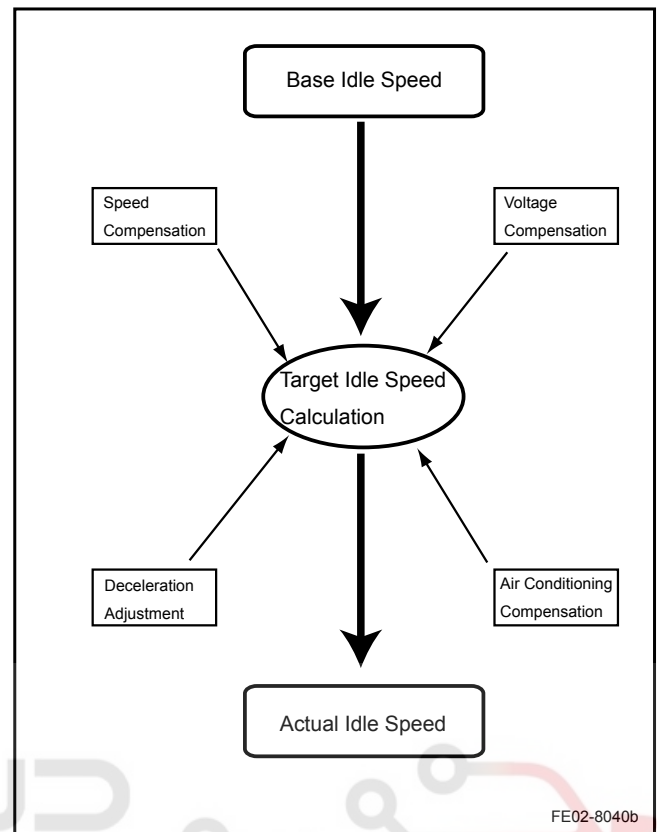 Base Idle Speed
Speed
Compensation
Voltage
Compensation
Target Idle Speed
Calculation
Deceleration
Adjustment
Air Conditioning
Compensation
Actual Idle Speed
FE02-8040b